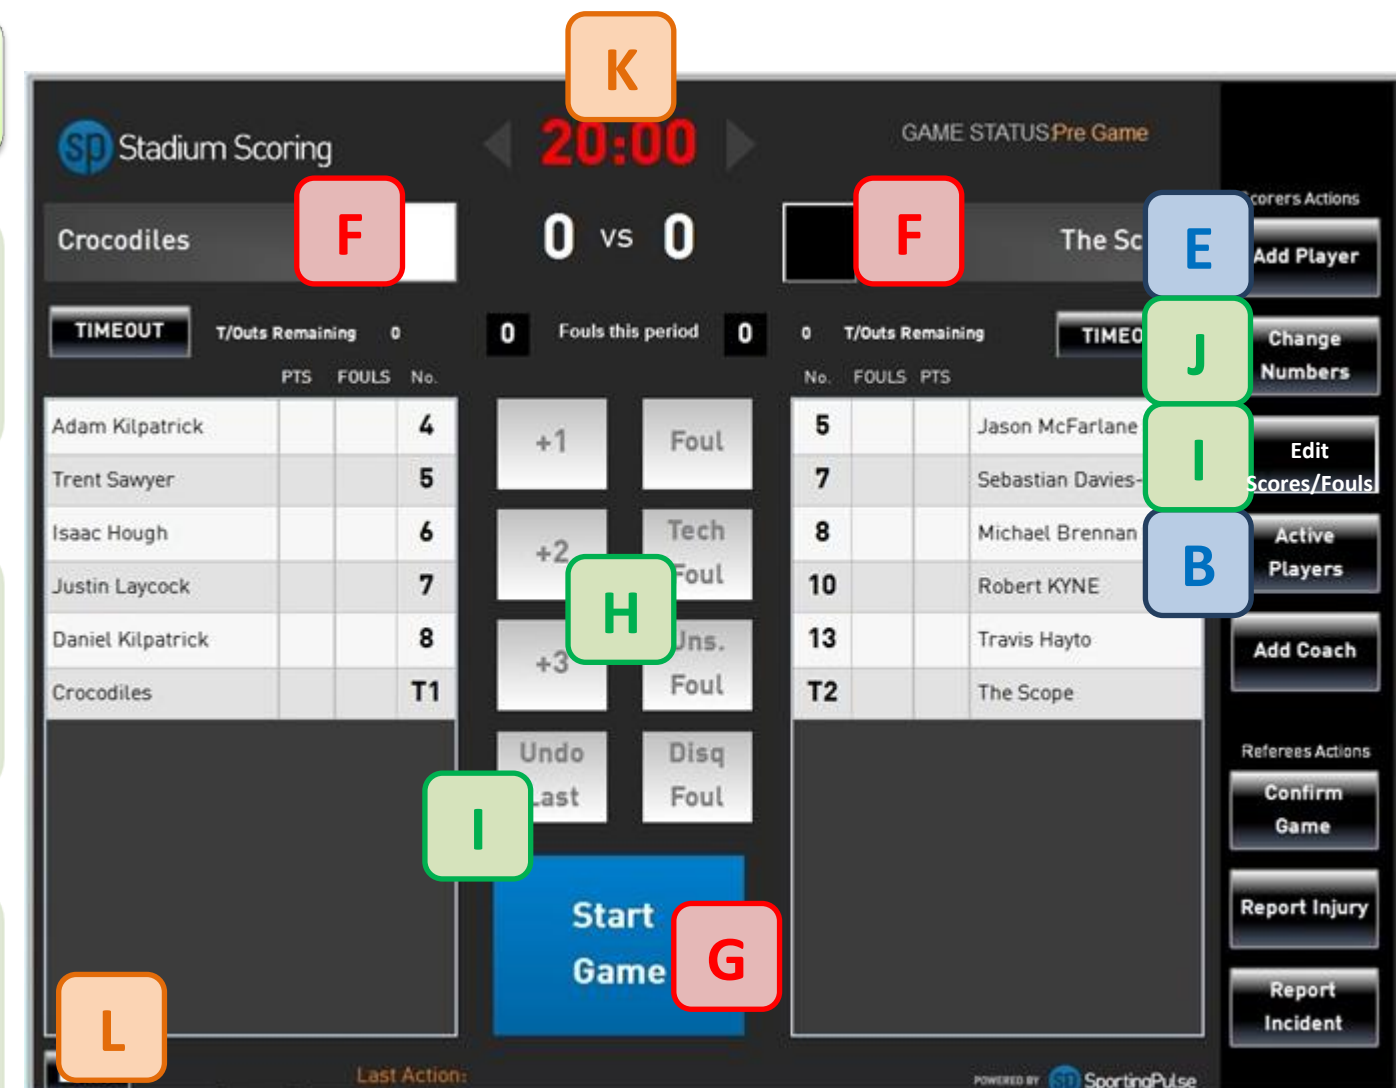 K
sp Stadium Scoring
20:00
GAME STATUS:Pre Game
Scorers Actions
Crocodiles
F
0 vs 0
F
The Sc
E
Add Player
TIMEOUT
T/Outs Remaining 0
0 Fouls this period 0
0 T/Outs Remaining
TIMEO
J
Change
Numbers
PTS FOULS No.
No. FOULS PTS
Adam Kilpatrick 4
Trent Sawyer 5
Isaac Hough 6
Justin Laycock 7
Daniel Kilpatrick 8
Crocodiles T1
+1
Foul
+2
Tech
Foul
H
+3
Uns.
Foul
Undo
Last
Disq
Foul
I
Start
Game
G
5 Jason McFarlane
7 Sebastian Davies-
8 Michael Brennan
10 Robert KYNE
13 Travis Hayto
T2 The Scope
I
Edit
Scores/Fouls
B
Active
Players
Add Coach
Referees Actions
Confirm
Game
Report Injury
Report
Incident
L
Last Action:
POWERED BY sp SportingPulse